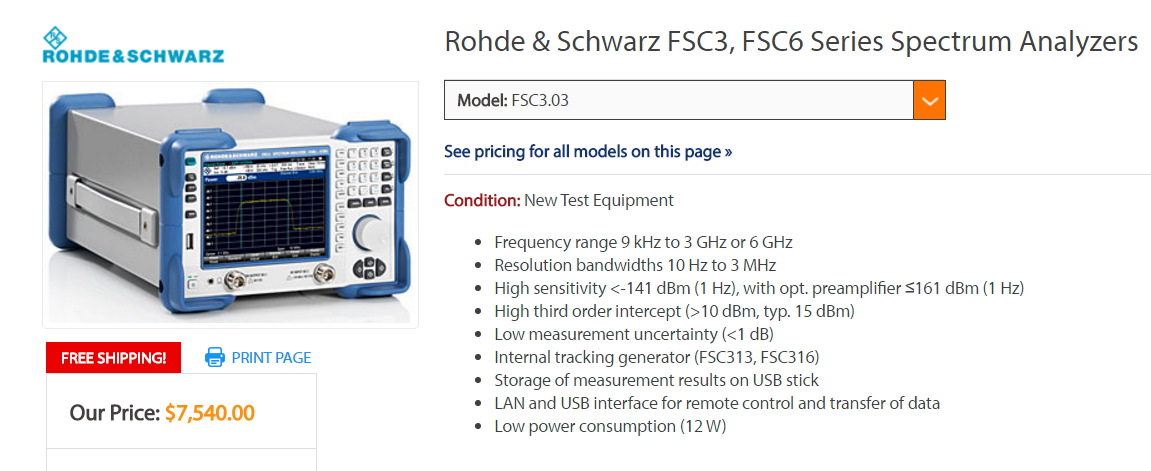 ROHDE & SCHWARZ
Rohde & Schwarz FSC3, FSC6 Series Spectrum Analyzers
Model: FSC3.03
See pricing for all models on this page »
Condition: New Test Equipment
• Frequency range 9 kHz to 3 GHz or 6 GHz
• Resolution bandwidths 10 Hz to 3 MHz
• High sensitivity <-141 dBm (1 Hz), with opt. preamplifier ≤161 dBm (1 Hz)
• High third order intercept (>10 dBm, typ. 15 dBm)
• Low measurement uncertainty (<1 dB)
• Internal tracking generator (FSC313, FSC316)
• Storage of measurement results on USB stick
• LAN and USB interface for remote control and transfer of data
• Low power consumption (12 W)
ROHDE & SCHWARZ
Power
FREE SHIPPING!
PRINT PAGE
Our Price: $7,540.00